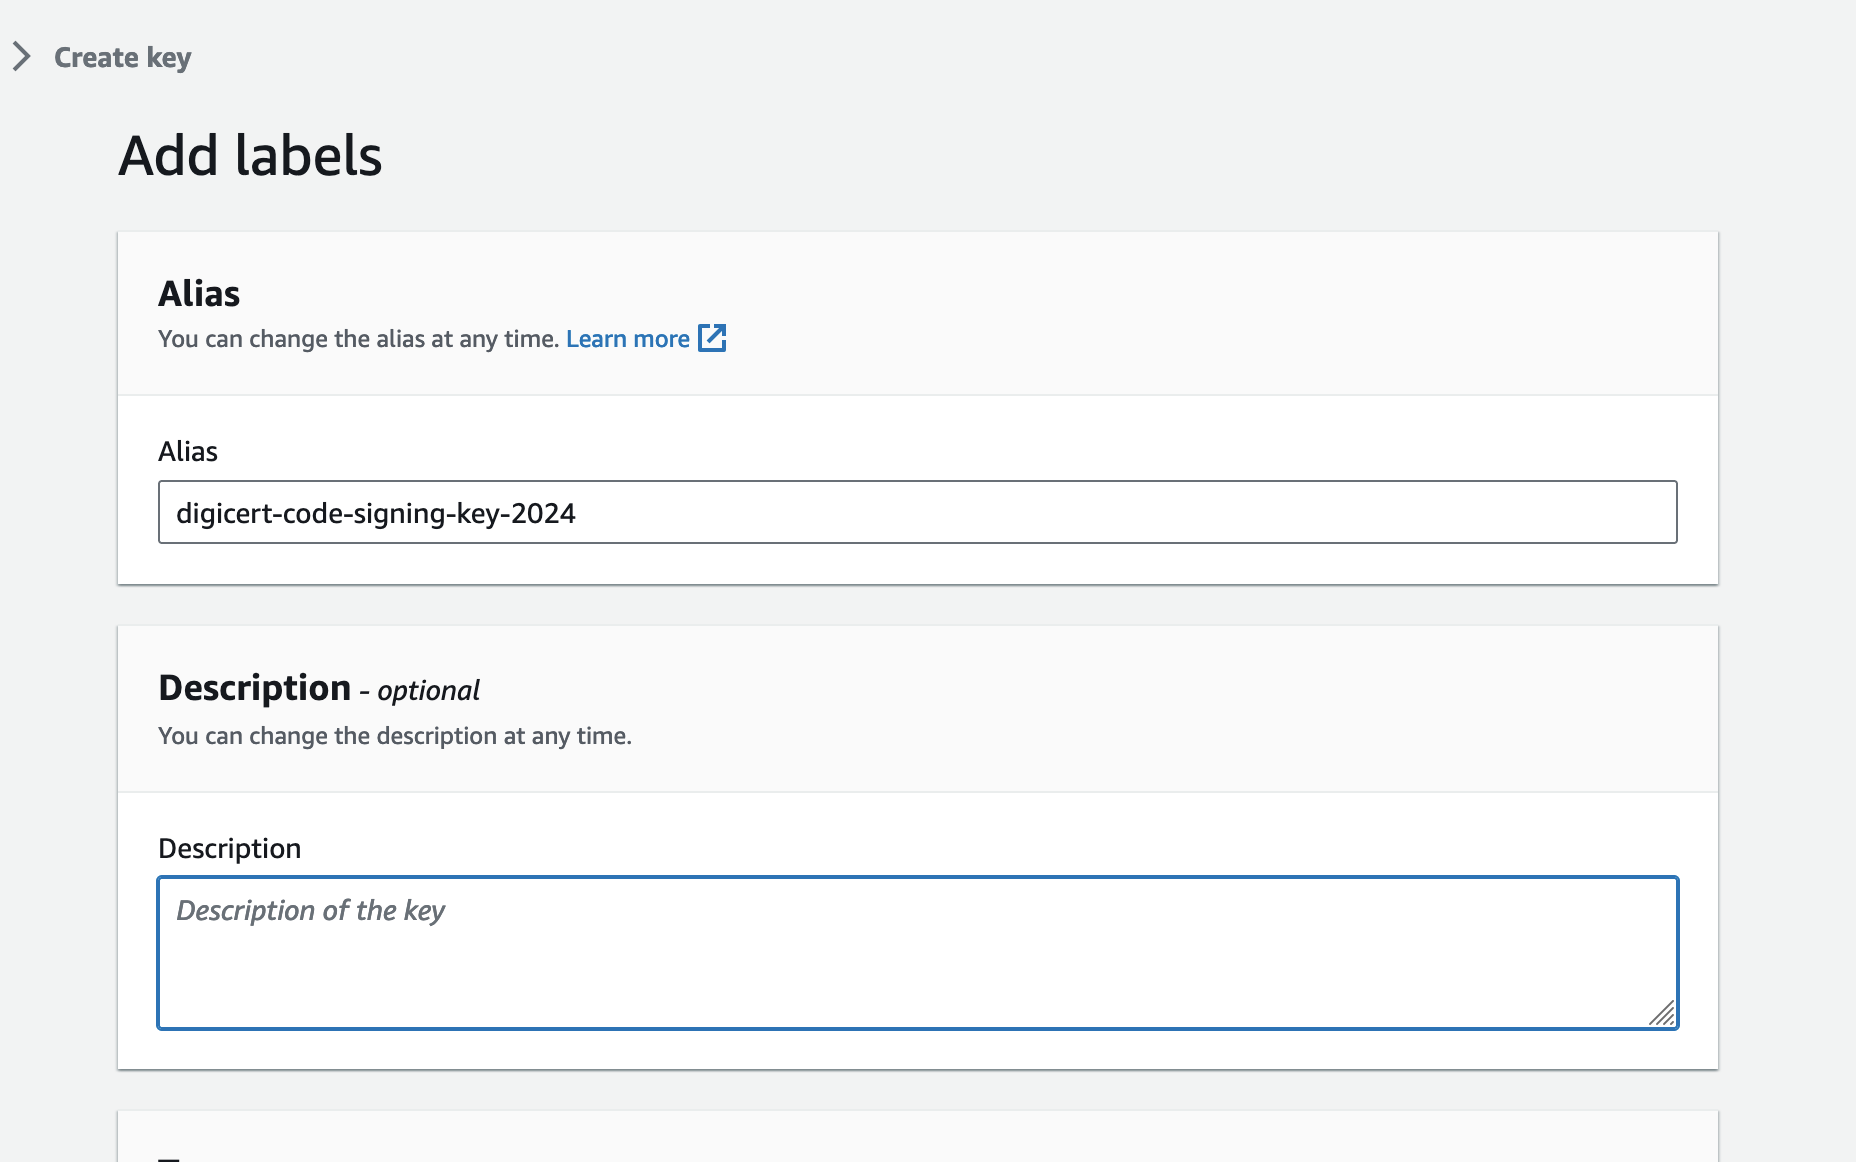 Create key
Add labels
Alias
You can change the alias at any time. Learn more
Alias
digicert-code-signing-key-2024
Description - optional
You can change the description at any time.
Description
Description of the key